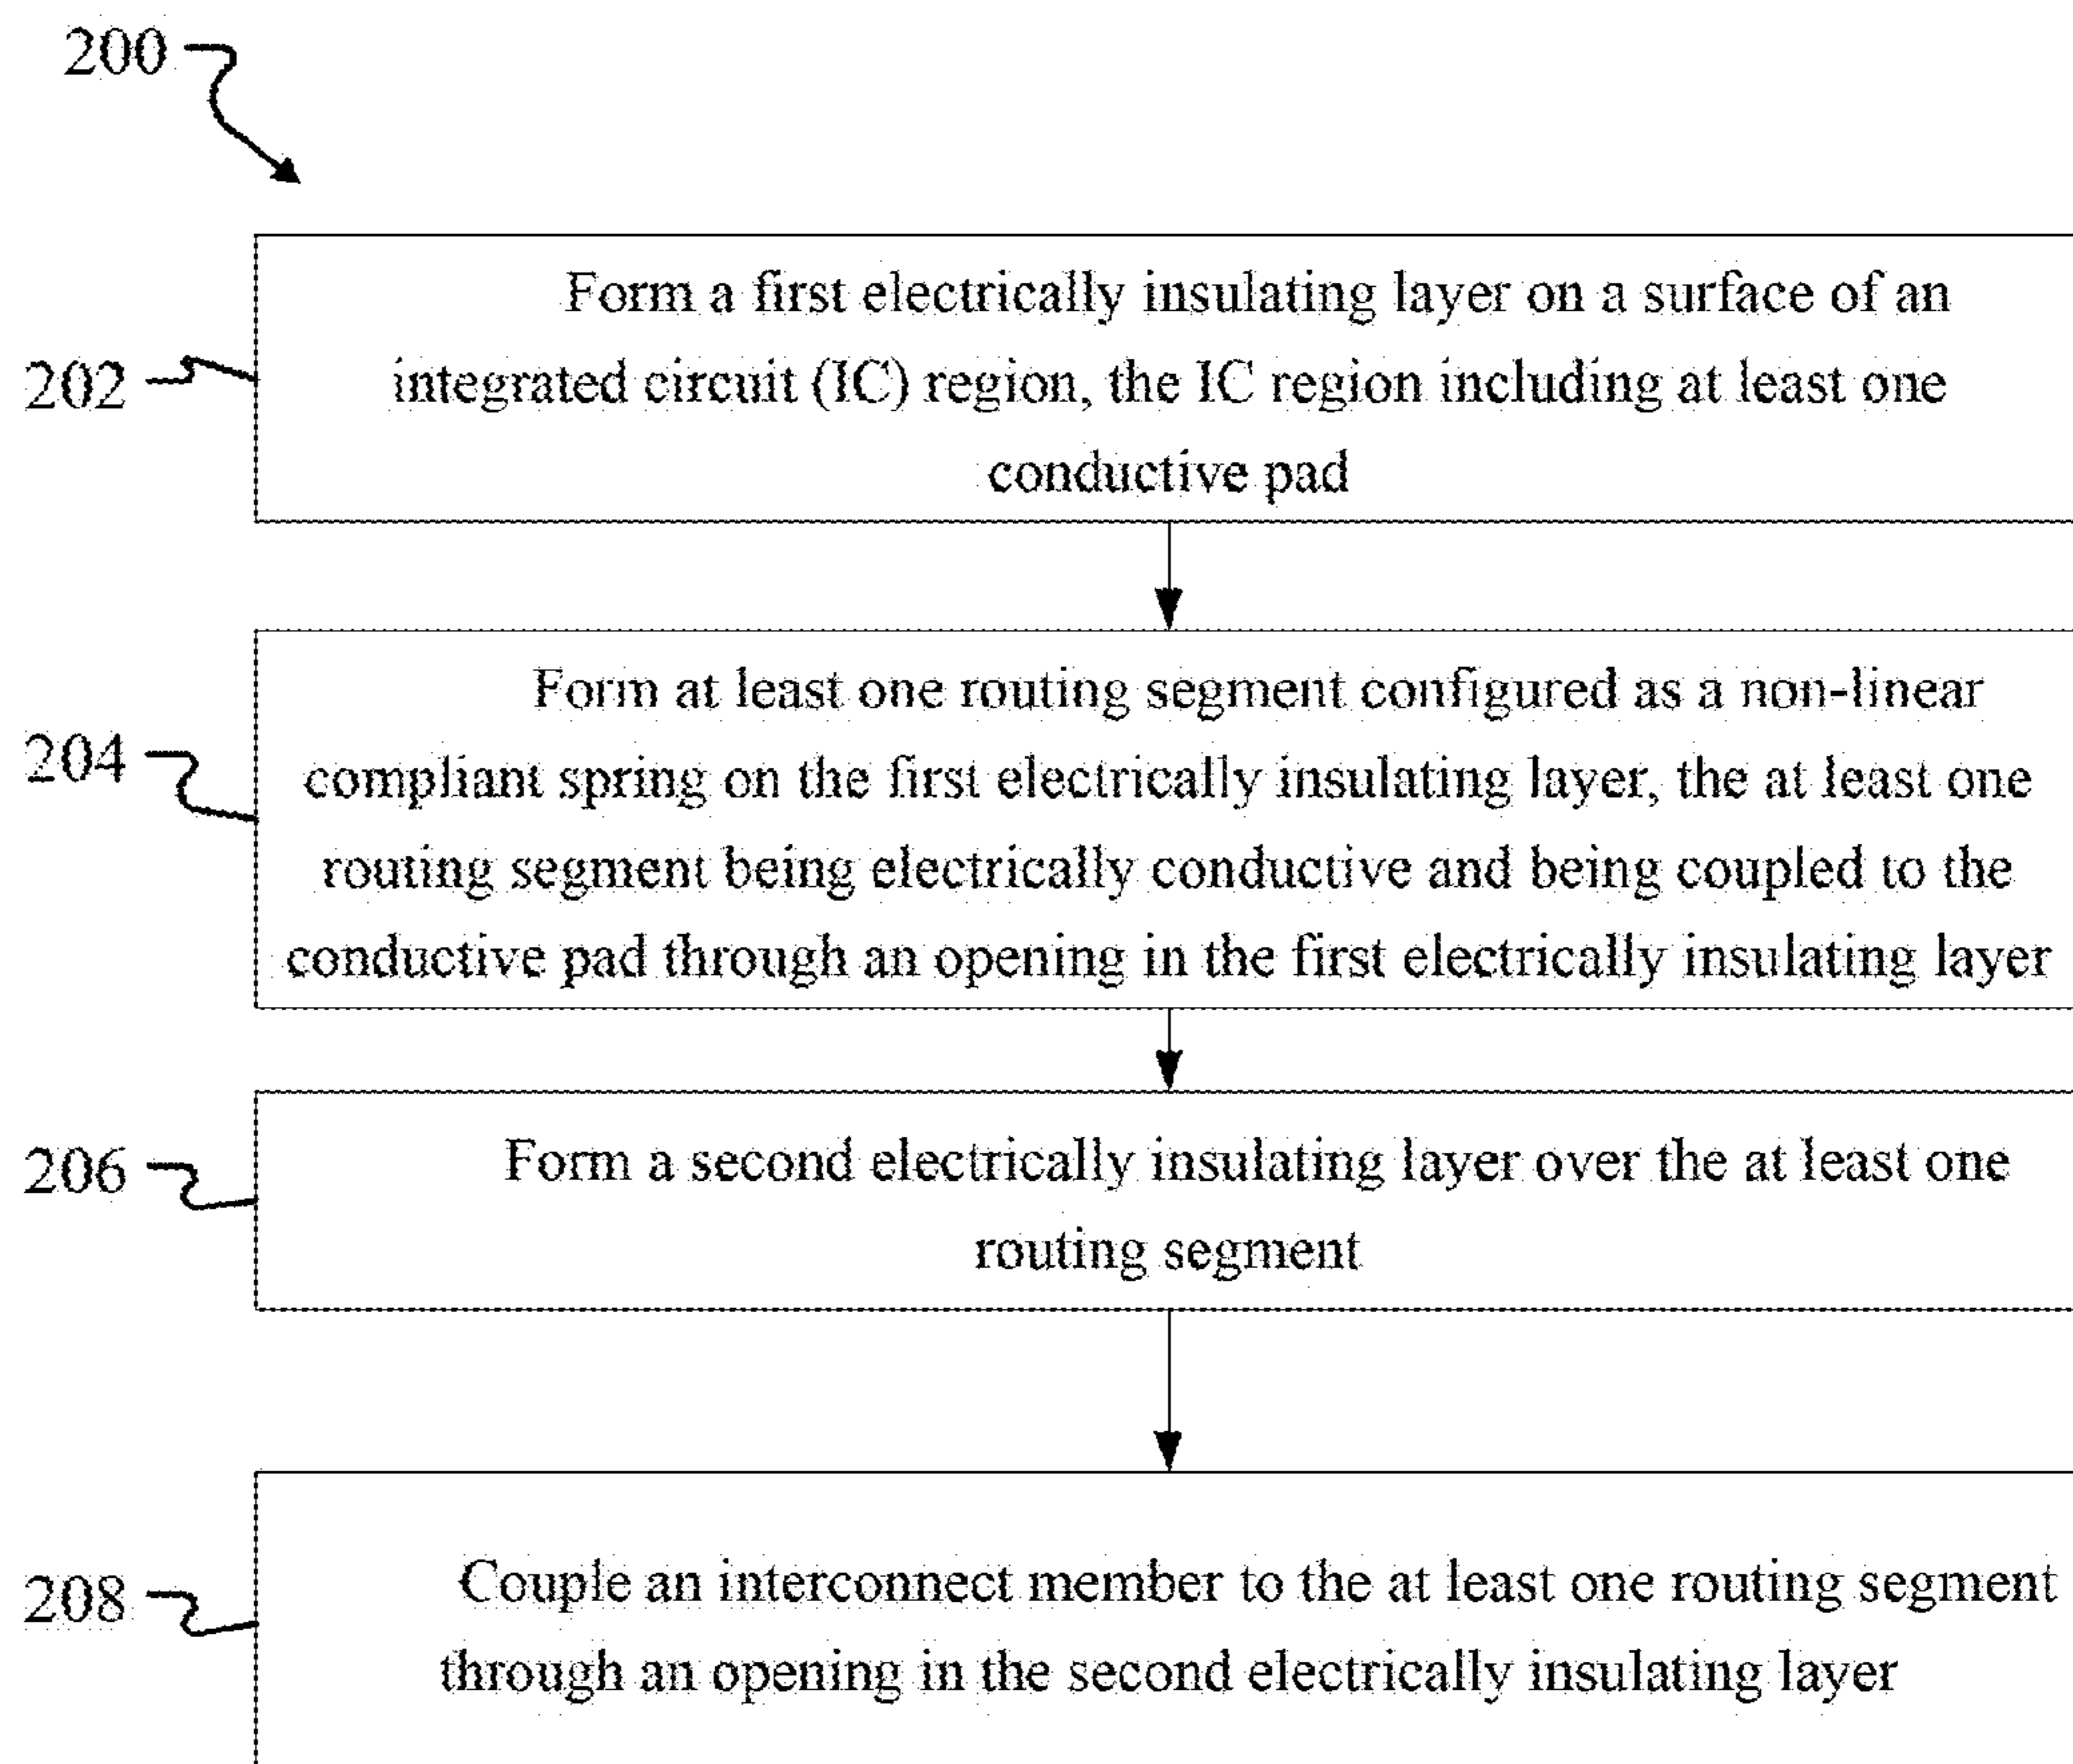 200
202
Form a first electrically insulating layer on a surface of an
integrated circuit (IC) region, the IC region including at least one
conductive pad
204
Form at least one routing segment configured as a non-linear
compliant spring on the first electrically insulating layer, the at least one
routing segment being electrically conductive and being coupled to the
conductive pad through an opening in the first electrically insulating layer
206
Form a second electrically insulating layer over the at least one
routing segment
208
Couple an interconnect member to the at least one routing segment
through an opening in the second electrically insulating layer